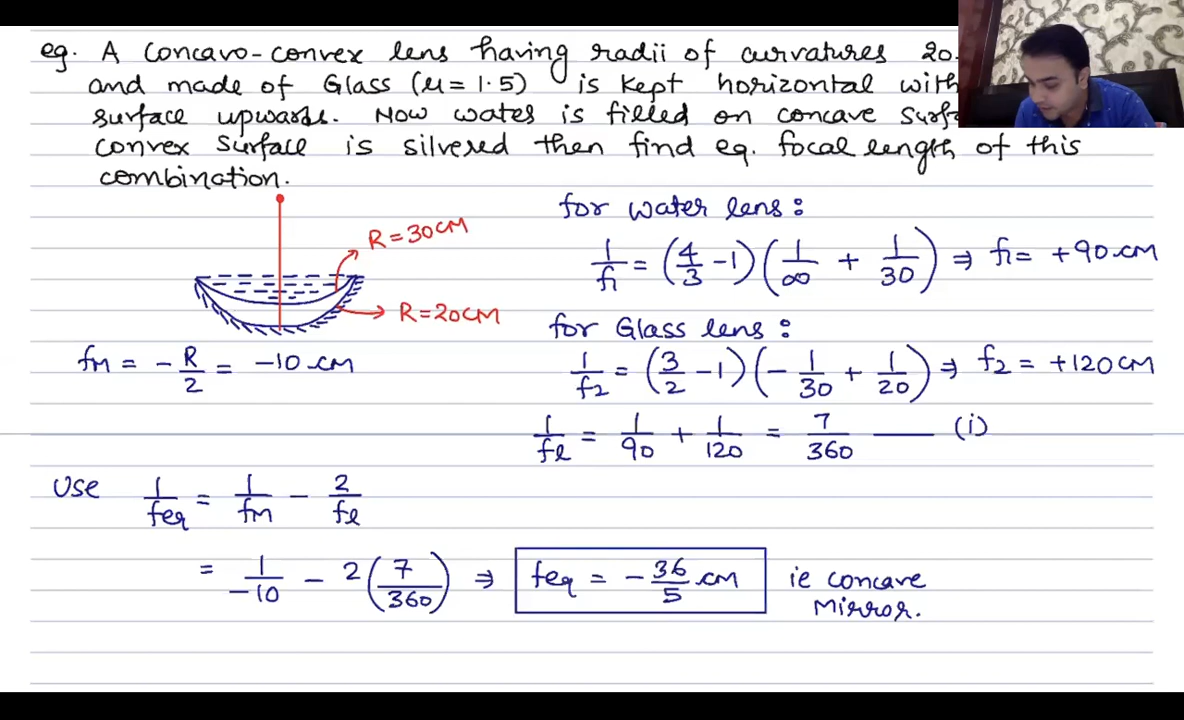 eg. A concavo-convex lens having radii of curvatures 20
and made of Glass (μ=1.5) is kept horizontal with
surface upwards. Now water is filled on concave
convex surface is silvered then find eq. focal length of this
combination.
R=30CM
R=20CM
fM = -R/2 = -10 cm
for water lens:
1/f1 = (4/3 -1)(1/∞ + 1/30) ⇒ f1= +90 cm
for Glass lens:
1/f2 = (3/2 -1)(-1/30 + 1/20) ⇒ f2 = +120CM
1/fl = 1/90 + 1/120 = 7/360 —— (i)
Use 1/feq = 1/fM - 2/fl
= 1/-10 - 2(7/360) ⇒ feq = -36/5 cm ie concave
Mirror.